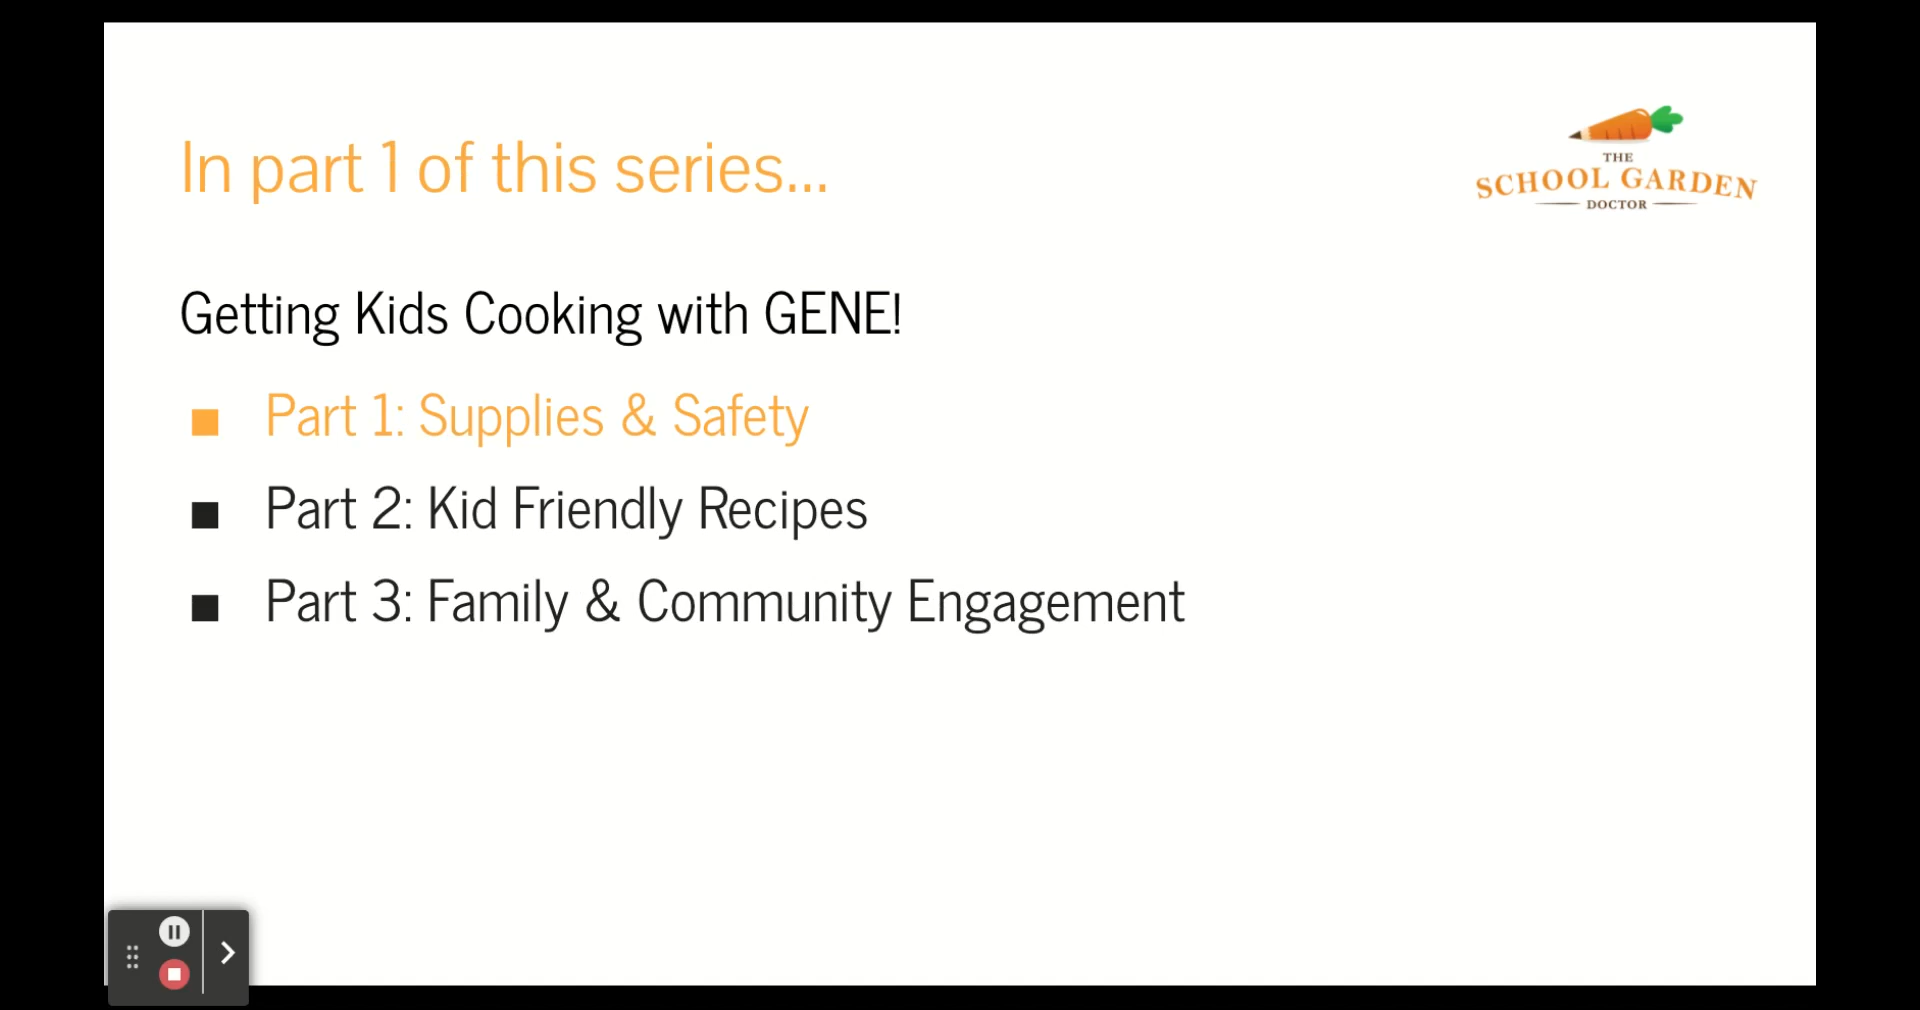 In part 1 of this series...
THE
SCHOOL GARDEN
DOCTOR
Getting Kids Cooking with GENE!
■ Part 1: Supplies & Safety
■ Part 2: Kid Friendly Recipes
■ Part 3: Family & Community Engagement